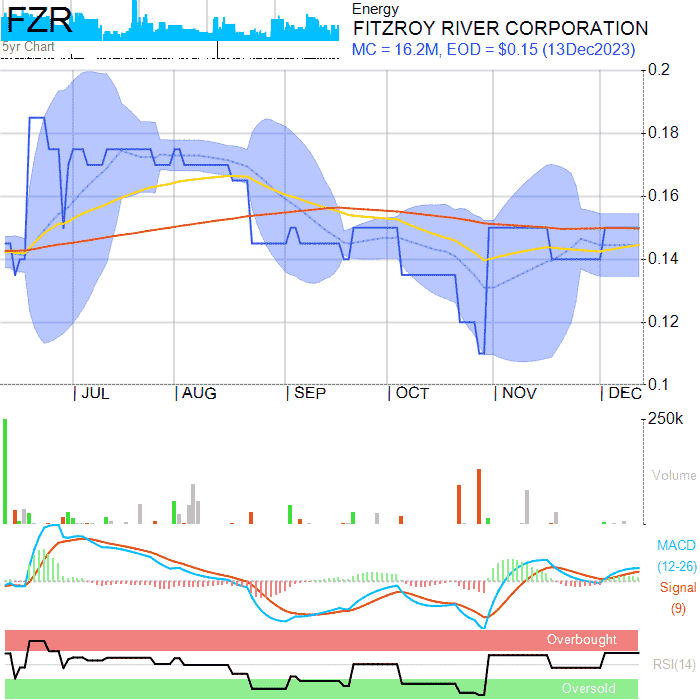 FZR
5yr Chart
Energy
FITZROY RIVER CORPORATION
MC = 16.2M, EOD = $0.15 (13Dec2023)
0.2
0.18
0.16
0.14
0.12
0.1
JUL AUG SEP OCT NOV DEC
250k
Volume
MACD
(12-26)
Signal
(9)
Overbought
RSI(14)
Oversold